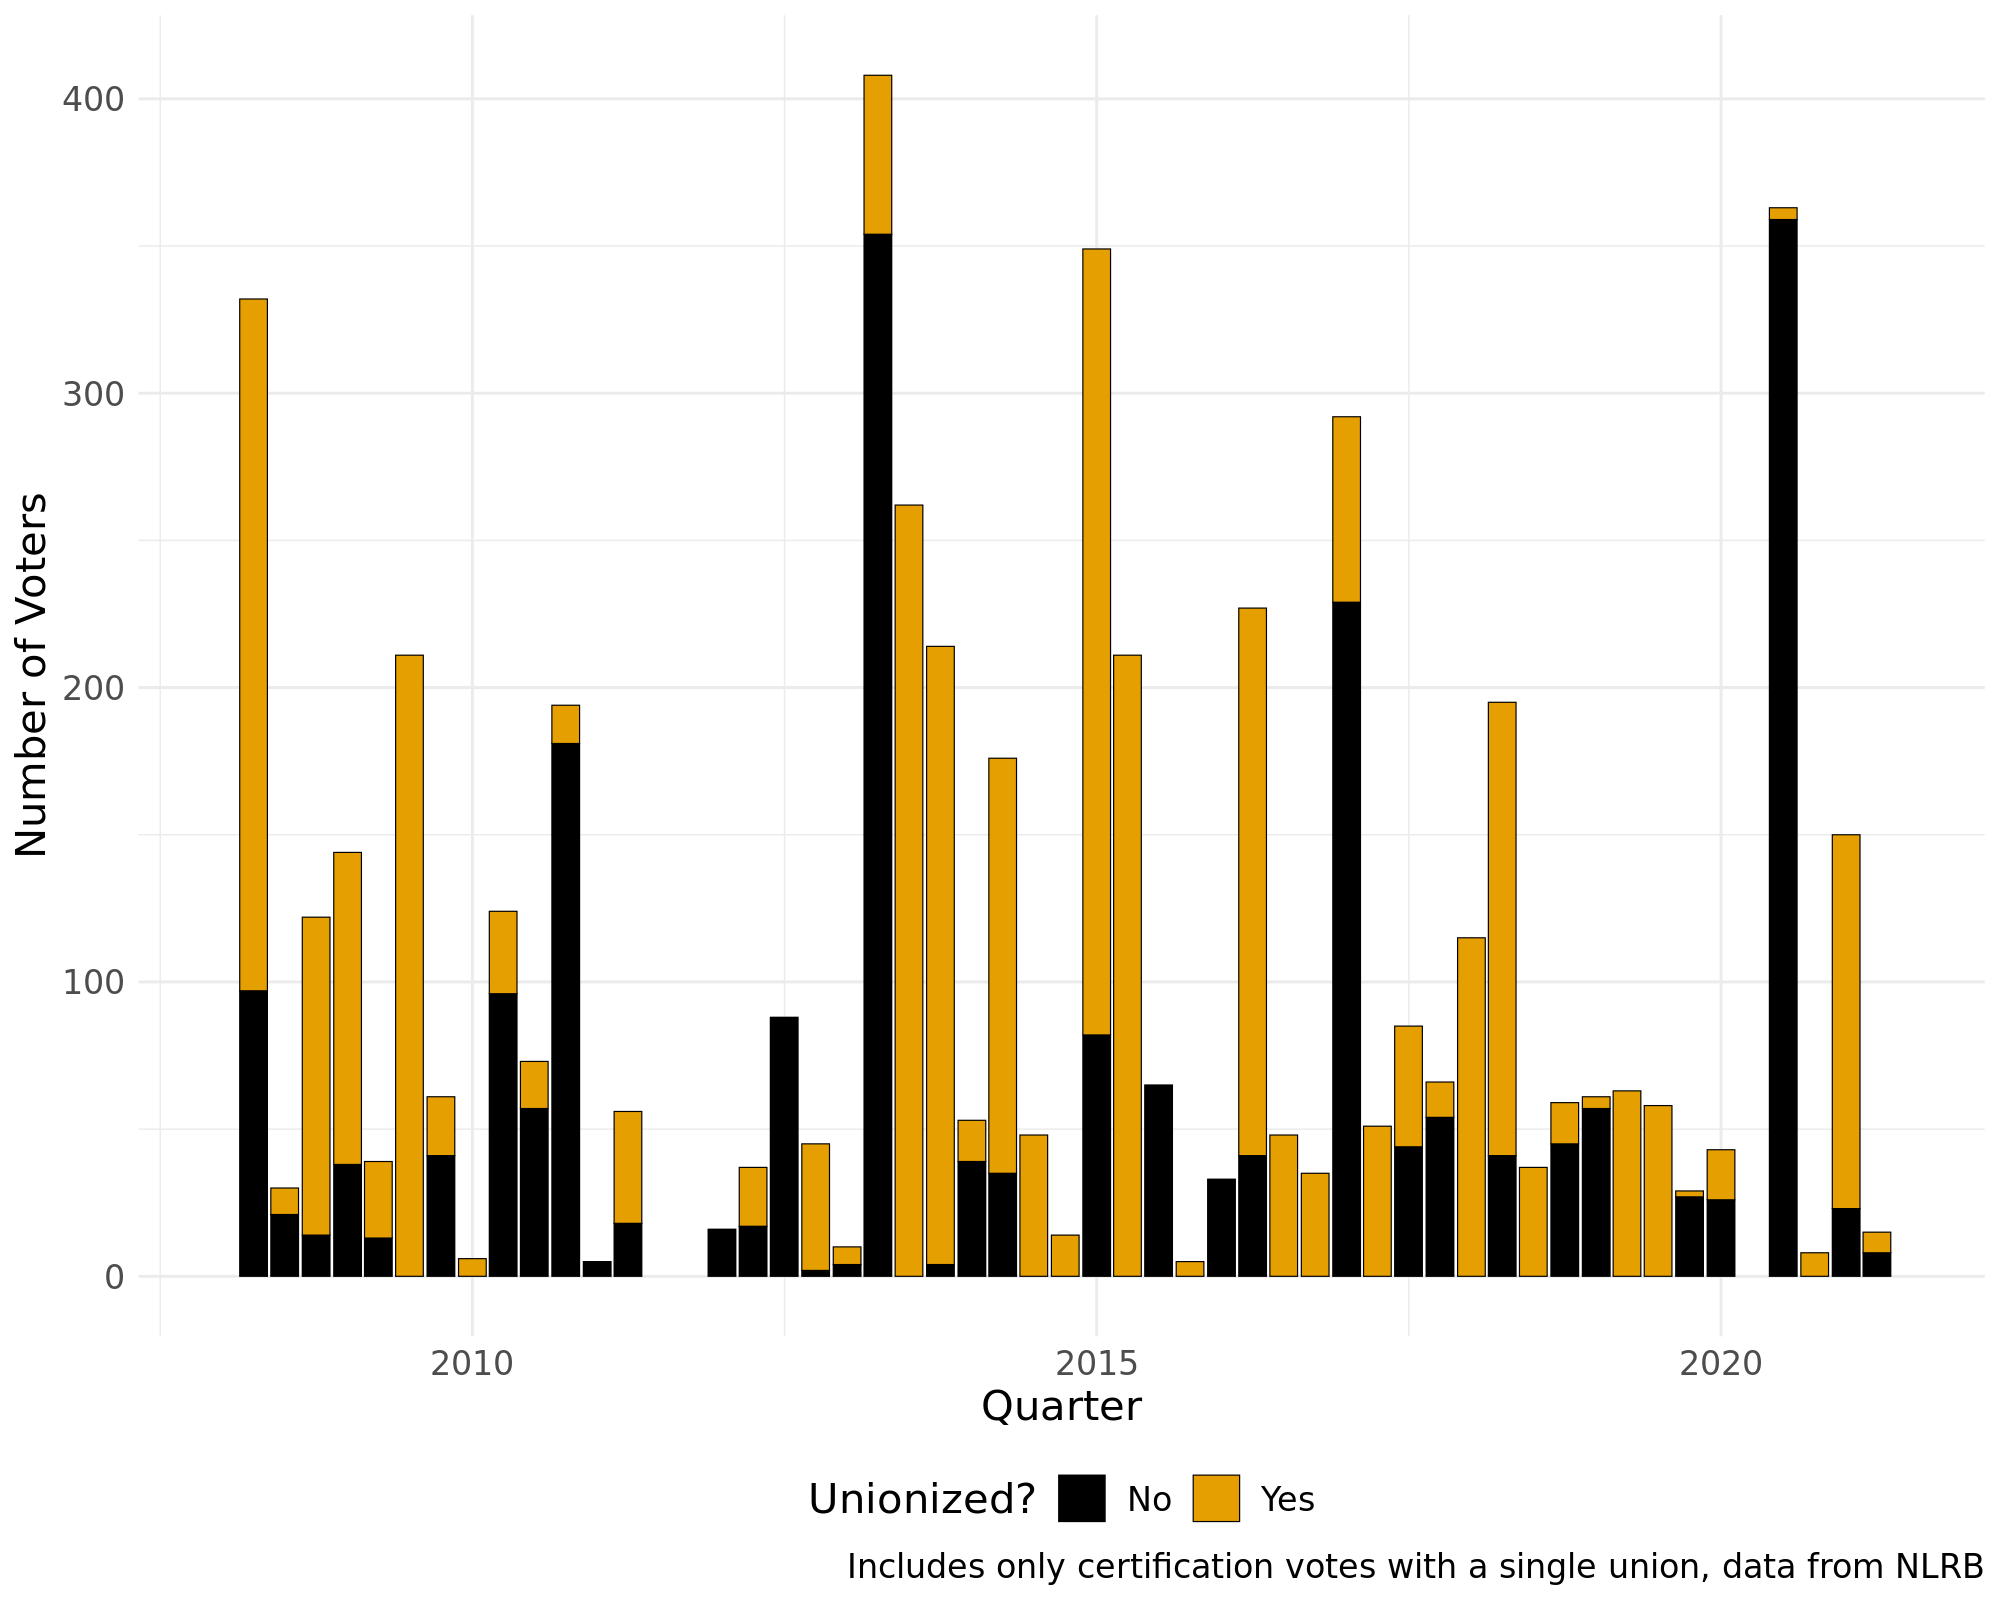 400
300
200
100
0
Number of Voters
2010 2015 2020
Quarter
Unionized? No Yes
Includes only certification votes with a single union, data from NLRB